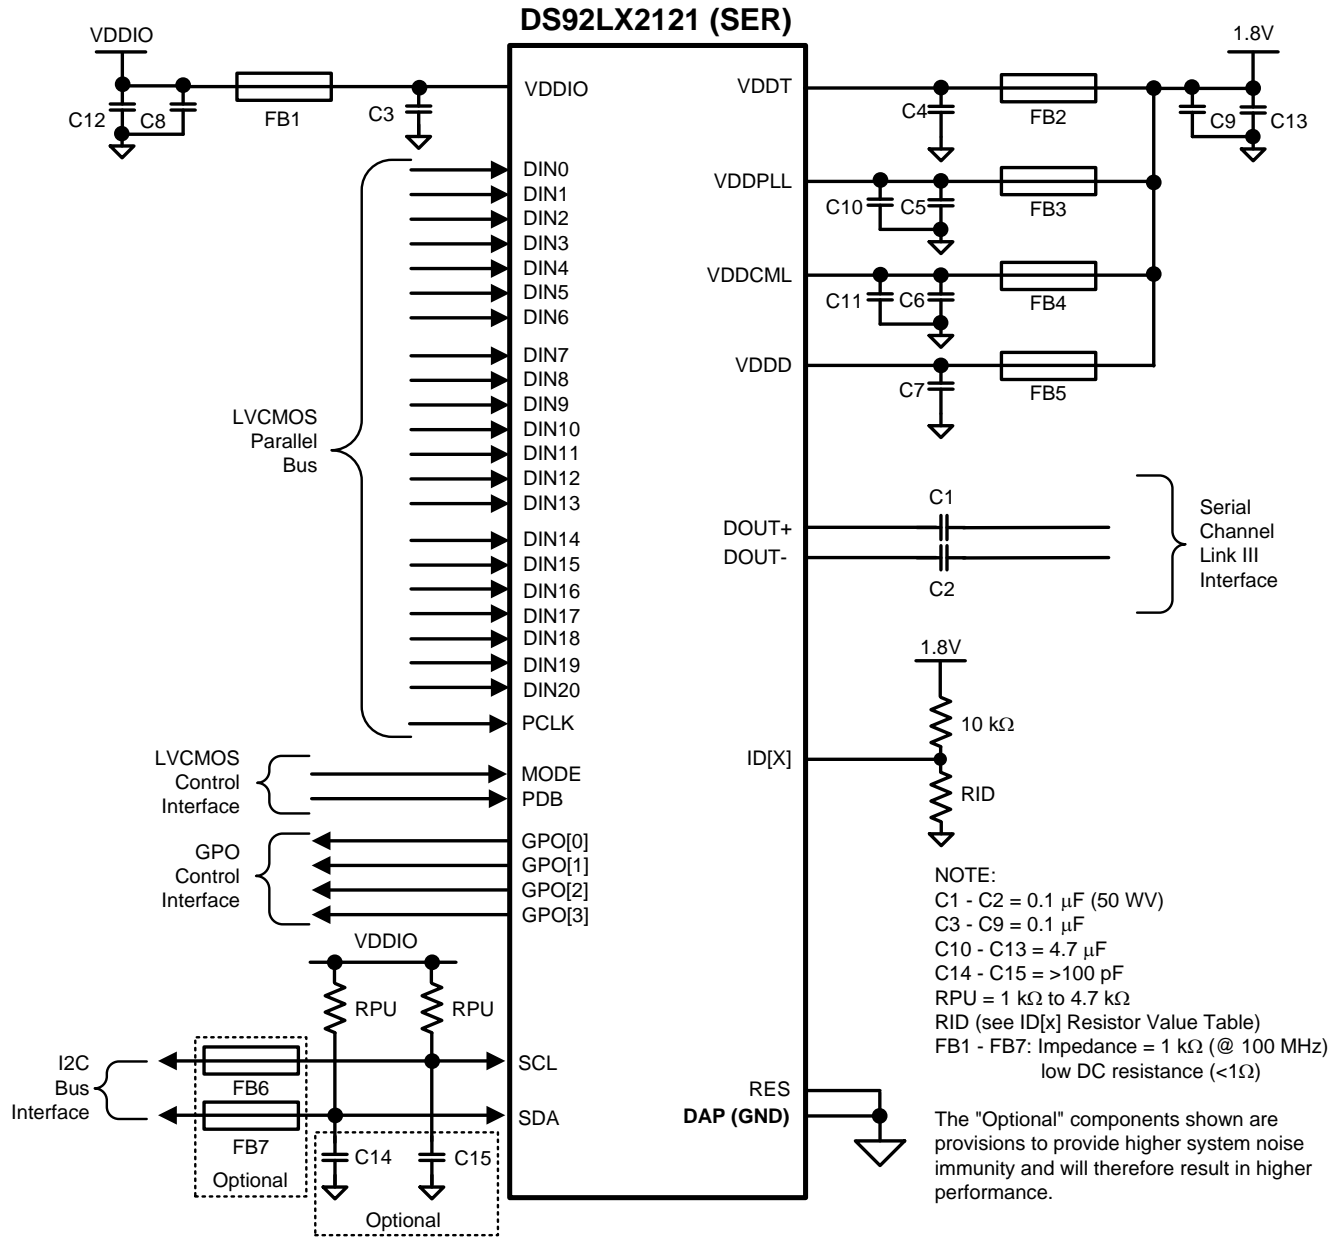 DS92LX2121 (SER)
VDDIO
C12
C8
FB1
C3
VDDIO
LVCMOS
Parallel
Bus
DIN0
DIN1
DIN2
DIN3
DIN4
DIN5
DIN6
DIN7
DIN8
DIN9
DIN10
DIN11
DIN12
DIN13
DIN14
DIN15
DIN16
DIN17
DIN18
DIN19
DIN20
PCLK
LVCMOS
Control
Interface
MODE
PDB
GPO
Control
Interface
GPO[0]
GPO[1]
GPO[2]
GPO[3]
VDDIO
RPU
RPU
I2C
Bus
Interface
FB6
FB7
Optional
SCL
SDA
C14
C15
Optional
1.8V
VDDT
C4
FB2
C9
C13
VDDPLL
C10
C5
FB3
VDDCML
C11
C6
FB4
VDDD
C7
FB5
DOUT+
DOUT-
C1
C2
Serial
Channel
Link III
Interface
1.8V
10 kΩ
ID[X]
RID
RES
DAP (GND)
NOTE:
C1 - C2 = 0.1 μF (50 WV)
C3 - C9 = 0.1 μF
C10 - C13 = 4.7 μF
C14 - C15 = >100 pF
RPU = 1 kΩ to 4.7 kΩ
RID (see ID[x] Resistor Value Table)
FB1 - FB7: Impedance = 1 kΩ (@ 100 MHz)
low DC resistance (<1Ω)
The "Optional" components shown are
provisions to provide higher system noise
immunity and will therefore result in higher
performance.